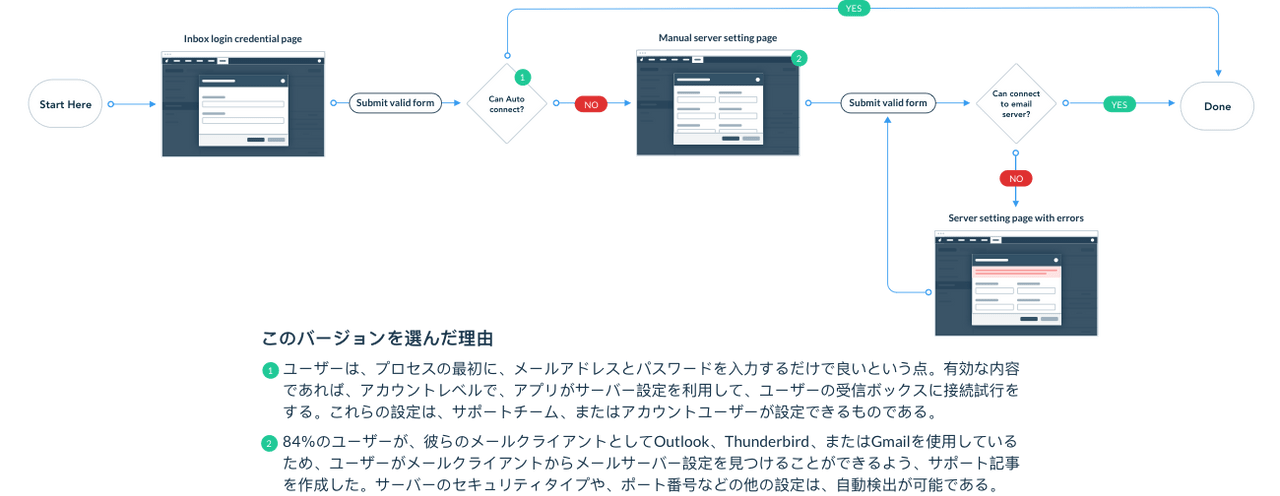 YES
Inbox login credential page
Manual server setting page
2
1
Start Here
Submit valid form
Can Auto
connect?
NO
Submit valid form
Can connect
to email
server?
YES
Done
NO
Server setting page with errors
このバージョンを選んだ理由
1 ユーザーは、プロセスの最初に、メールアドレスとパスワードを入力するだけで良いという点。有効な内容
であれば、アカウントレベルで、アプリがサーバー設定を利用して、ユーザーの受信ボックスに接続試行を
する。これらの設定は、サポートチーム、またはアカウントユーザーが設定できるものである。
2 84%のユーザーが、彼らのメールクライアントとしてOutlook、Thunderbird、またはGmailを使用している
ため、ユーザーがメールクライアントからメールサーバー設定を見つけることができるよう、サポート記事
を作成した。サーバーのセキュリティタイプや、ポート番号などの他の設定は、自動検出が可能である。